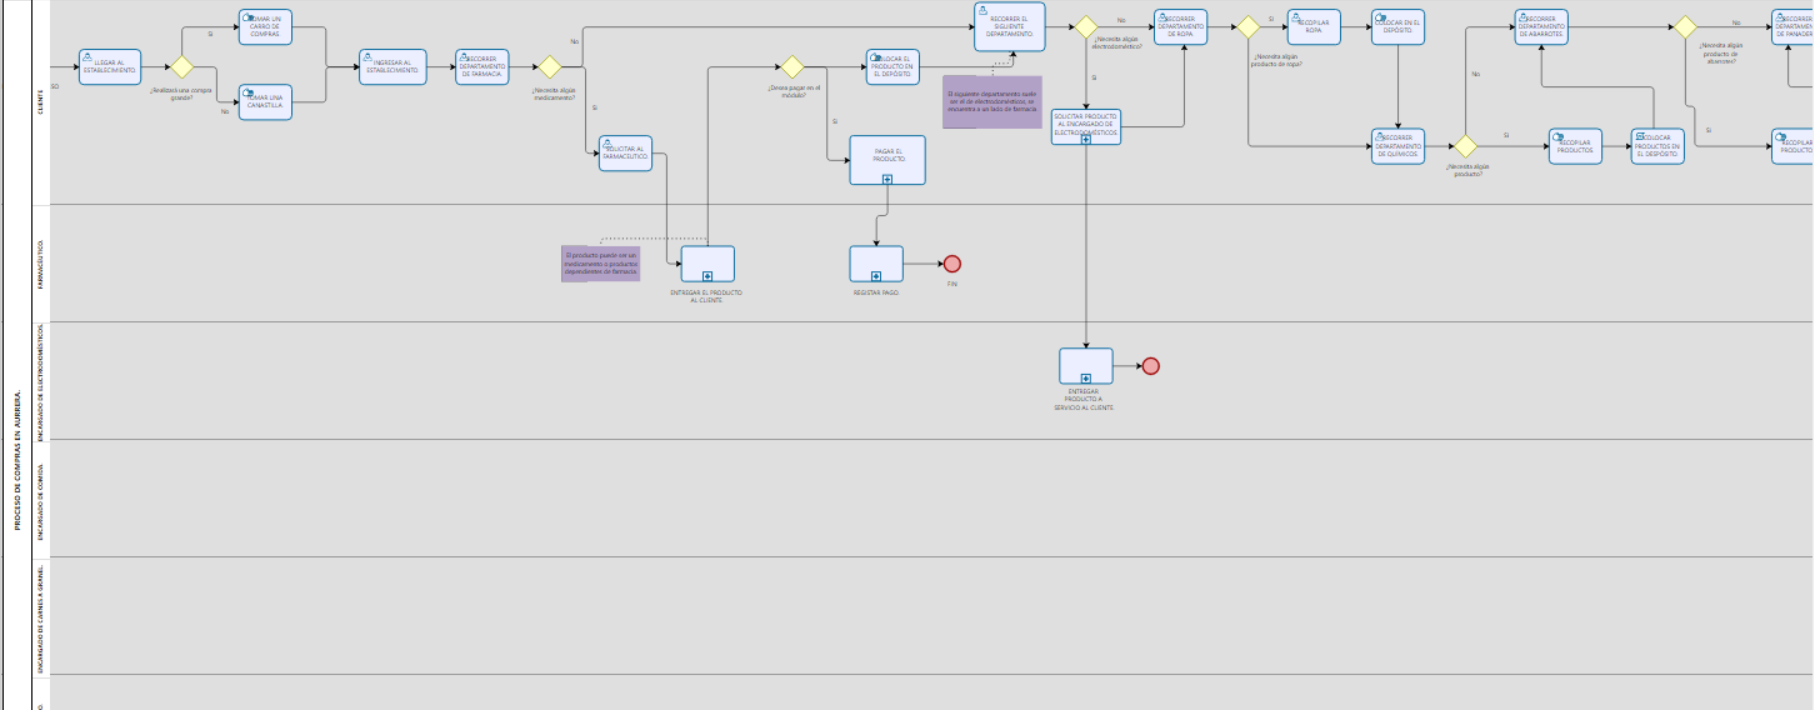 PROCESO DE COMPRAS EN AURRERA.
CLIENTE
LLEGAR AL
ESTABLECIMIENTO.
¿Realizará una compra
grande?
Si
No
TOMAR UN
CARRO DE
COMPRAS.
TOMAR UNA
CANASTILLA.
INGRESAR AL
ESTABLECIMIENTO.
RECORRER
DEPARTAMENTO
DE FARMACIA.
¿Necesita algún
medicamento?
No
Si
SOLICITAR AL
FARMACEUTICO.
¿Desea pagar en el
módulo?
Si
COLOCAR EL
PRODUCTO EN
EL DEPÓSITO.
PAGAR EL
PRODUCTO.
RECORRER EL
SIGUIENTE
DEPARTAMENTO.
El siguiente departamento suele
ser el de electrodomésticos, se
encuentra a un lado de farmacia.
¿Necesita algún
electrodoméstico?
No
Si
SOLICITAR PRODUCTO
AL ENCARGADO DE
ELECTRODOMÉSTICOS.
RECORRER
DEPARTAMENTO
DE ROPA.
¿Necesita algún
producto de ropa?
Si
RECOPILAR
ROPA.
COLOCAR EN EL
DEPÓSITO.
RECORRER
DEPARTAMENTO
DE QUÍMICOS.
¿Necesita algún
producto?
No
Si
RECOPILAR
PRODUCTOS.
COLOCAR
PRODUCTOS EN
EL DESPÓSITO.
RECORRER
DEPARTAMENTO
DE ABARROTES.
¿Necesita algún
producto de
abarrotes?
No
Si
RECORRER
DEPARTAMEN
DE PANADER
RECOPILAR
PRODUCTO
FARMACÉUTICO.
El producto puede ser un
medicamento o productos
dependientes de farmacia.
ENTREGAR EL PRODUCTO
AL CLIENTE
REGISTAR PAGO
FIN
ENCARGADO DE ELECTRODOMÉSTICOS.
ENTREGAR
PRODUCTO A
SERVICIO AL CLIENTE
ENCARGADO DE COMIDA.
ENCARGADO DE CARNES A GRANEL.
O.